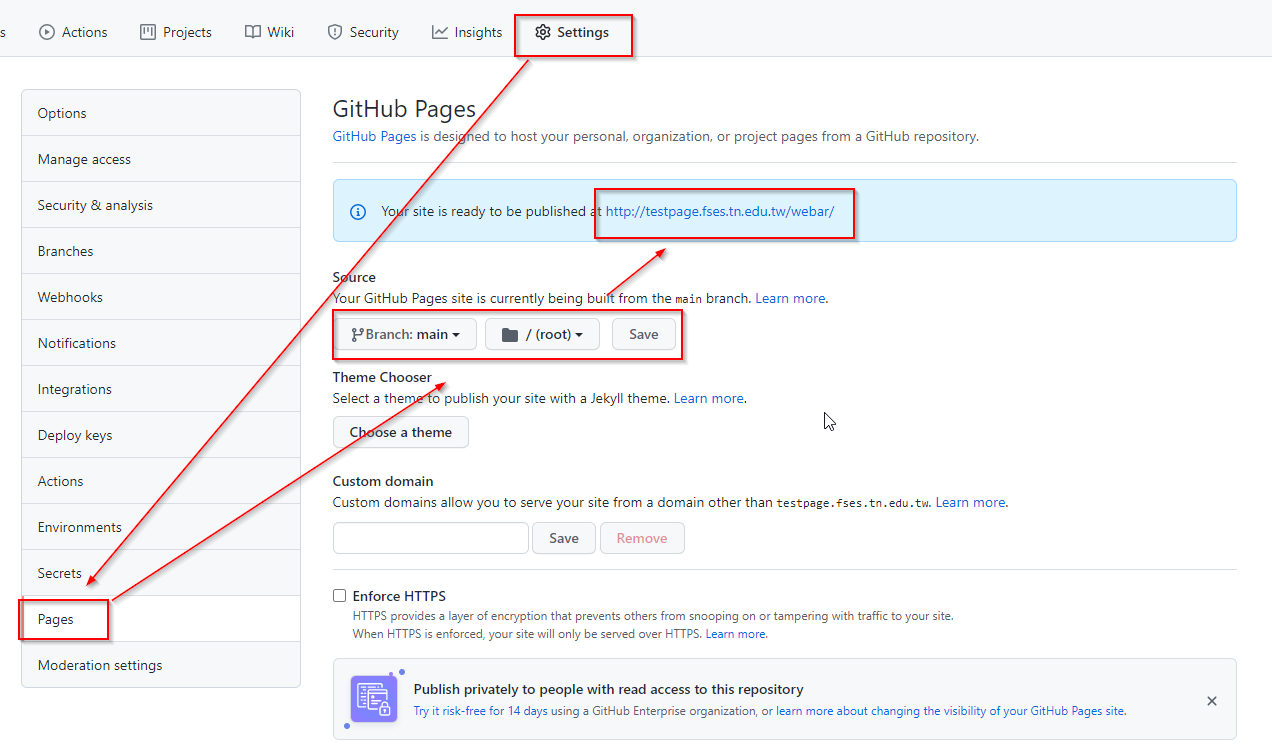 s Actions Projects Wiki Security Insights Settings
Options
Manage access
Security & analysis
Branches
Webhooks
Notifications
Integrations
Deploy keys
Actions
Environments
Secrets
Pages
Moderation settings
GitHub Pages
GitHub Pages is designed to host your personal, organization, or project pages from a GitHub repository.
Your site is ready to be published at http://testpage.fses.tn.edu.tw/webar/
Source
Your GitHub Pages site is currently being built from the main branch. Learn more.
Branch: main / (root) Save
Theme Chooser
Select a theme to publish your site with a Jekyll theme. Learn more.
Choose a theme
Custom domain
Custom domains allow you to serve your site from a domain other than testpage.fses.tn.edu.tw. Learn more.
Save Remove
Enforce HTTPS
HTTPS provides a layer of encryption that prevents others from snooping on or tampering with traffic to your site.
When HTTPS is enforced, your site will only be served over HTTPS. Learn more.
Publish privately to people with read access to this repository
Try it risk-free for 14 days using a GitHub Enterprise organization, or learn more about changing the visibility of your GitHub Pages site.